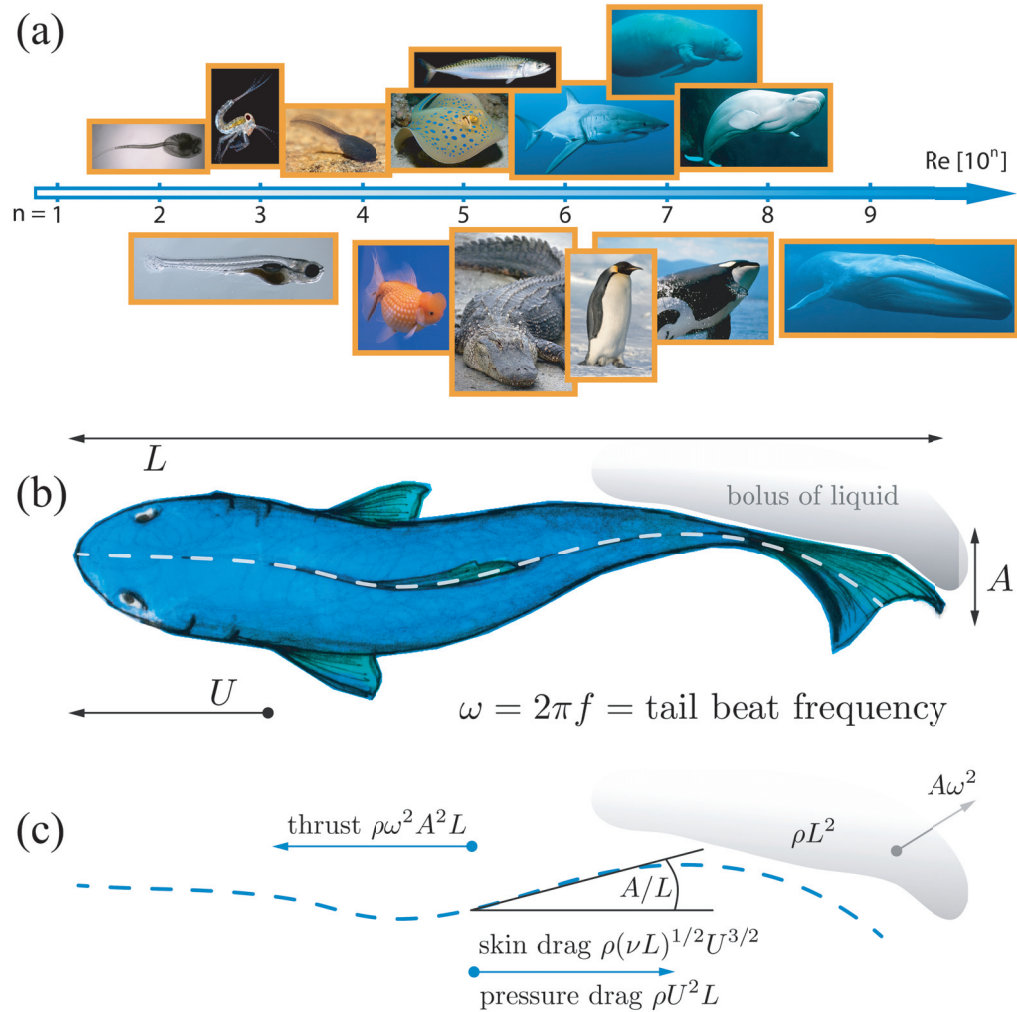 (a)
Re [10ⁿ]
n = 1 2 3 4 5 6 7 8 9
L
(b)
bolus of liquid
A
U
ω = 2πf = tail beat frequency
(c)
Aω²
thrust ρω²A²L
ρL²
A/L
skin drag ρ(νL)^{1/2}U^{3/2}
pressure drag ρU²L